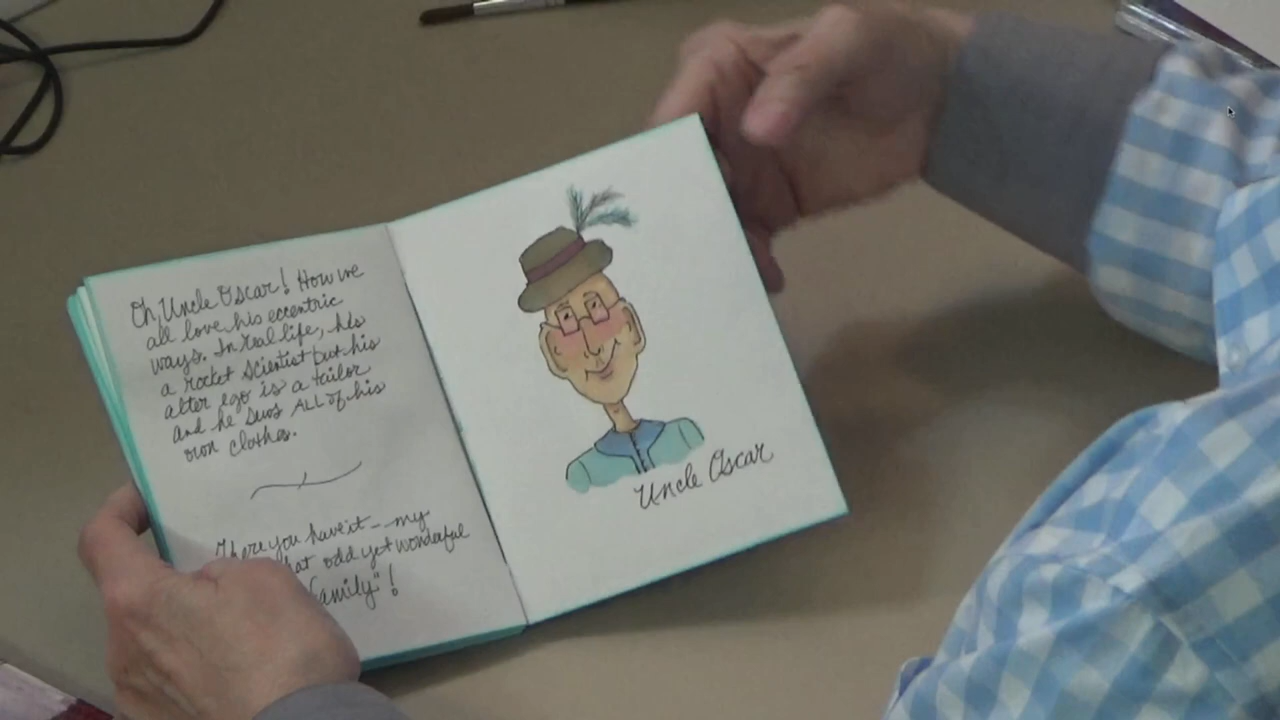 Oh, Uncle Oscar! How we
all love his eccentric
ways. In real life, he's
a rocket scientist but his
alter ego is a tailor
and he sews ALL of his
own clothes.
There you have it - my
hat odd yet wonderful
family"!
Uncle Oscar